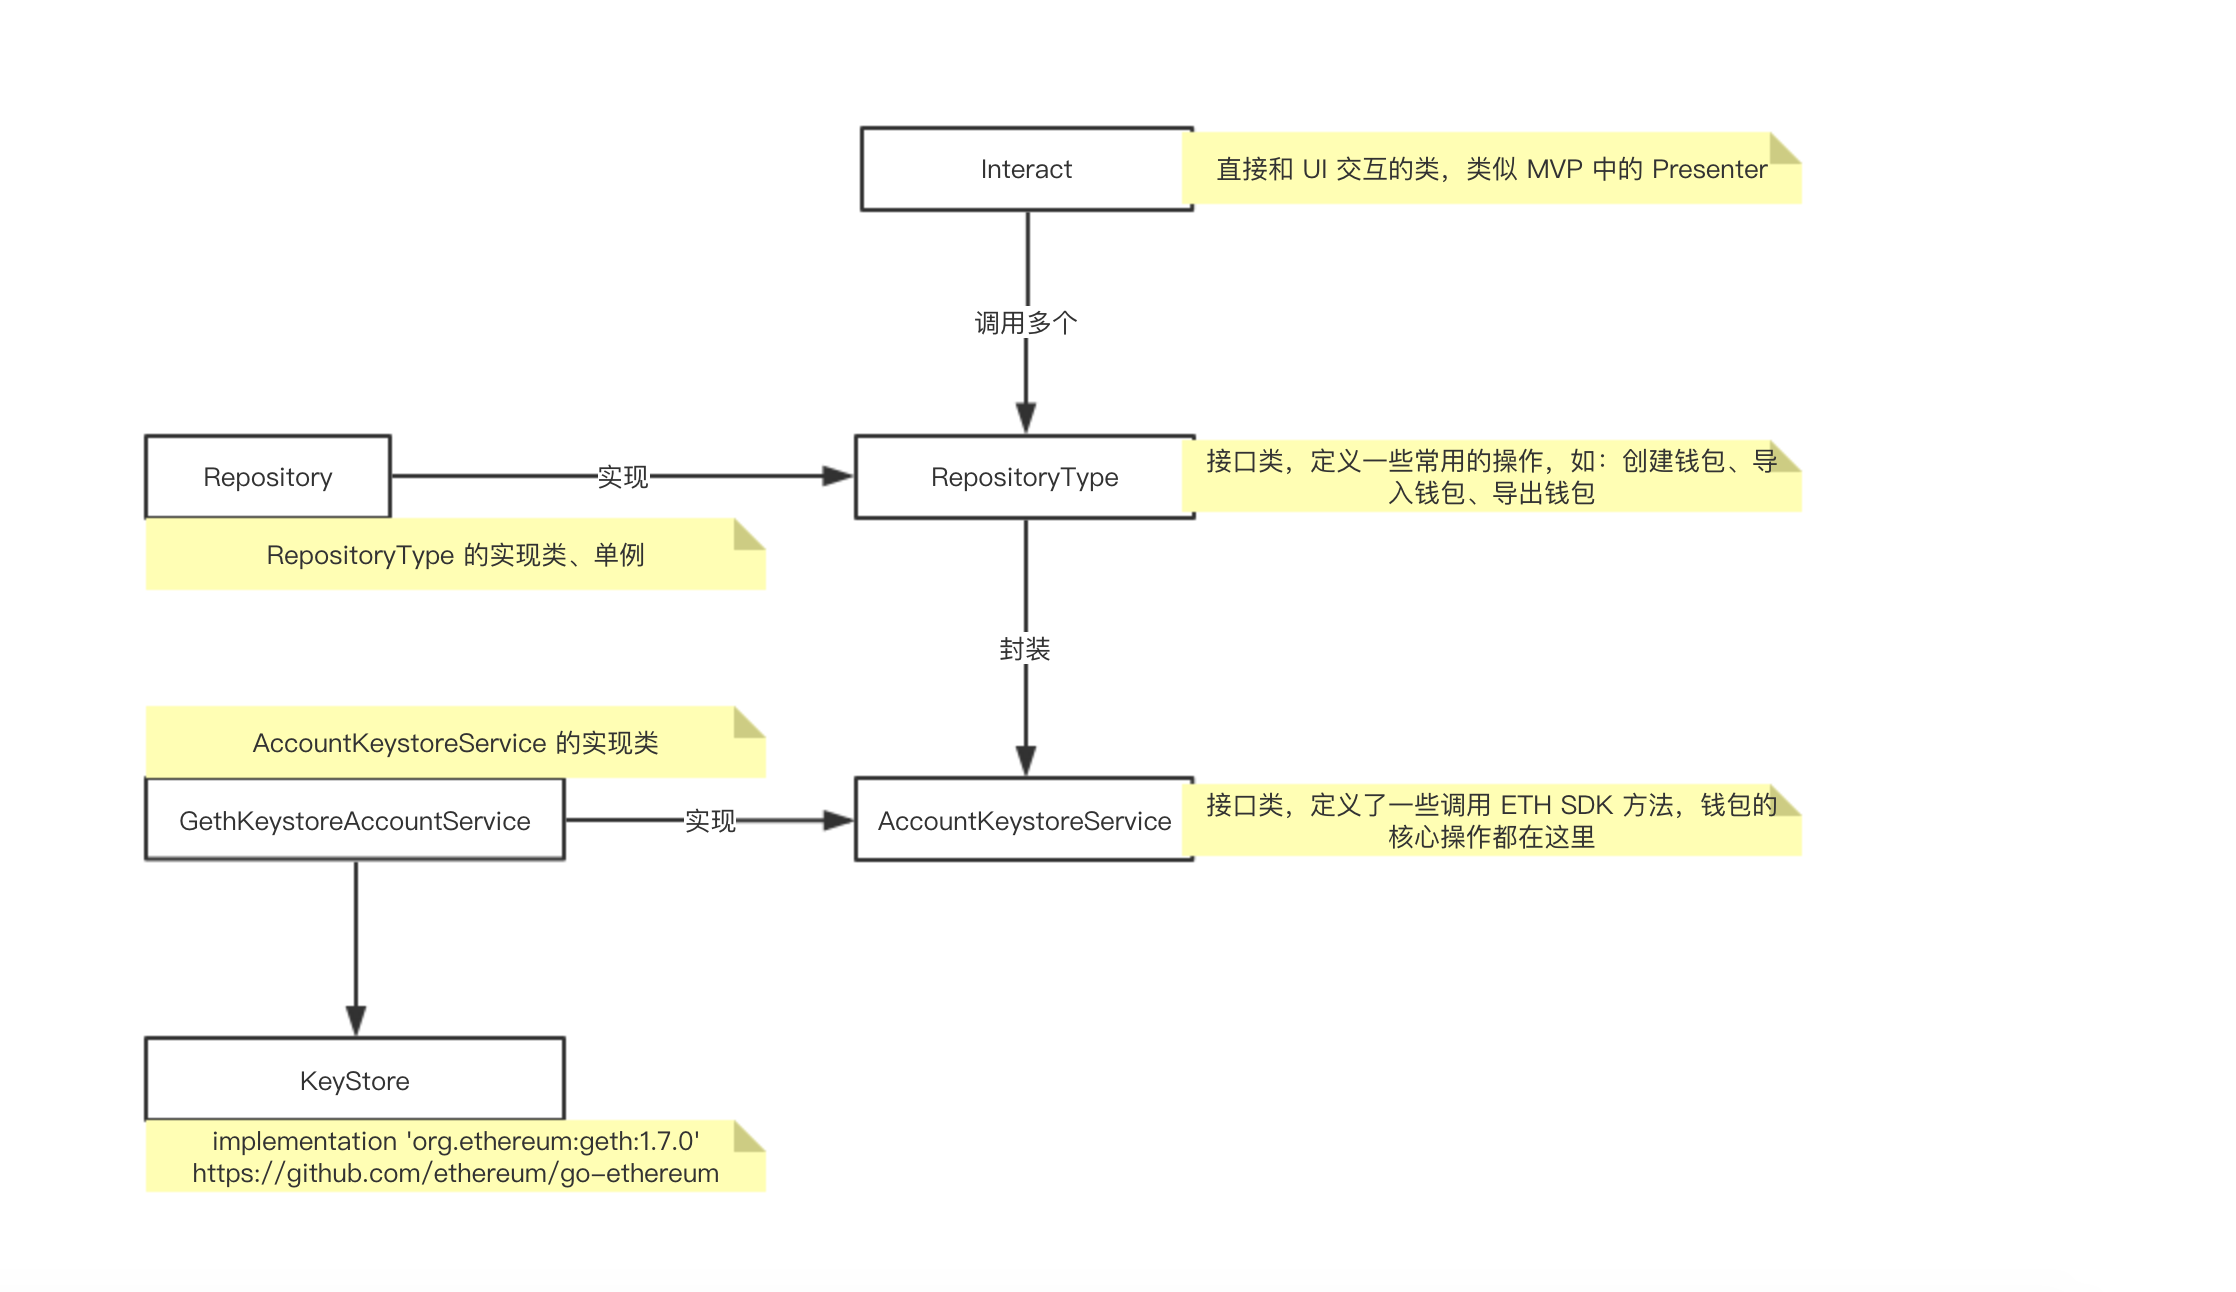 Interact
直接和 UI 交互的类，类似 MVP 中的 Presenter
调用多个
Repository
实现
RepositoryType
接口类，定义一些常用的操作，如：创建钱包、导
入钱包、导出钱包
RepositoryType 的实现类、单例
封装
AccountKeystoreService 的实现类
GethKeystoreAccountService
实现
AccountKeystoreService
接口类，定义了一些调用 ETH SDK 方法，钱包的
核心操作都在这里
KeyStore
implementation 'org.ethereum:geth:1.7.0'
https://github.com/ethereum/go-ethereum